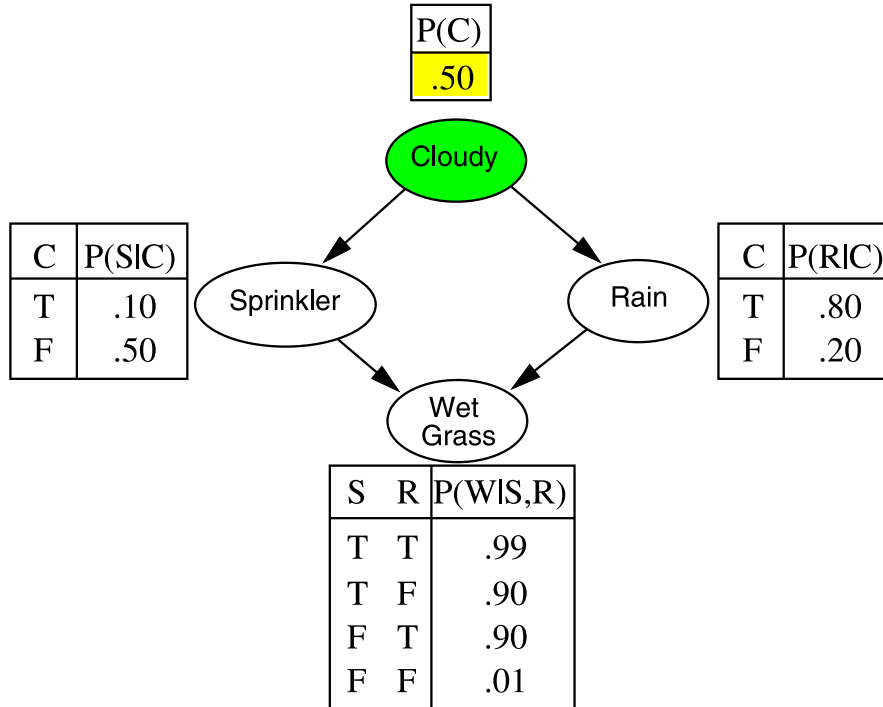 P(C)
.50
Cloudy
C P(S|C)
T .10
F .50
Sprinkler
Rain
C P(R|C)
T .80
F .20
Wet
Grass
S R P(W|S,R)
T T .99
T F .90
F T .90
F F .01